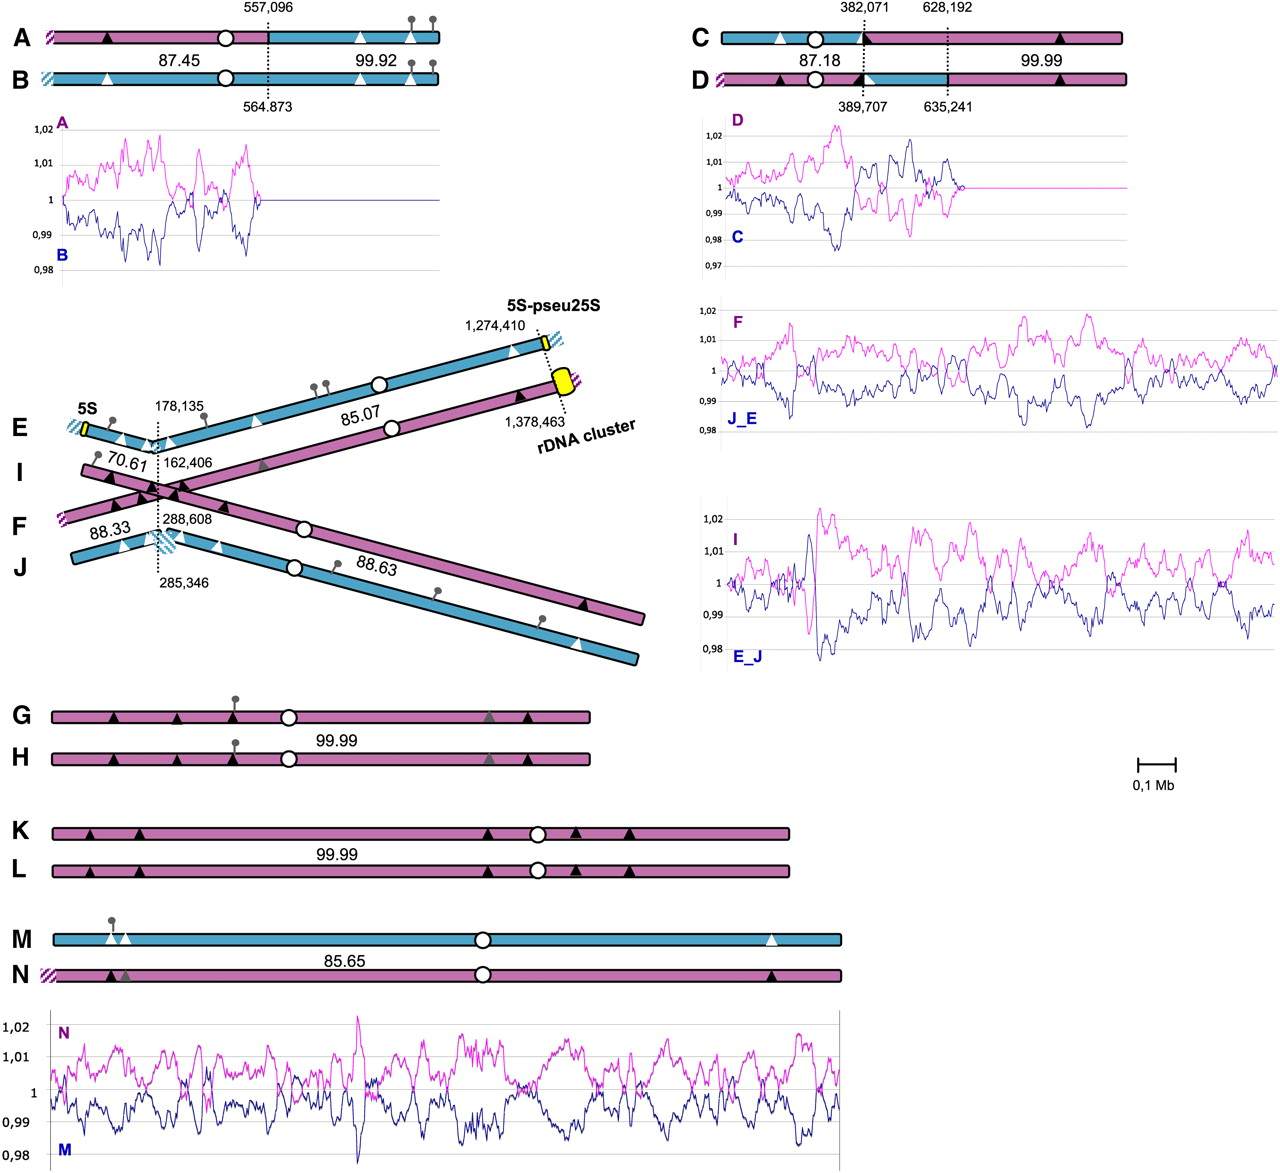 557,096
A
87.45 99.92
B
564.873
A
1,02
1,01
1
0,99
0,98
B
382,071 628,192
C
87.18 99.99
D
389,707 635,241
D
1,02
1,01
1
0,99
0,98
0,97
C
5S-pseu25S
1,274,410
5S
178,135
E
85.07
1,378,463
rDNA cluster
70.61
162,406
I
F
88.33
288,608
J
88.63
285,346
F
1,02
1,01
1
0,99
0,98
J_E
I
1,02
1,01
1
0,99
0,98
E_J
G
99.99
H
0,1 Mb
K
99.99
L
M
85.65
N
N
1,02
1,01
1
0,99
0,98
M